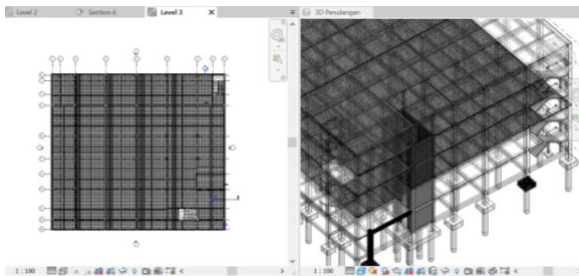 Level 2
Section 6
Level 3
3D Penulangan
1 : 100
1 : 100